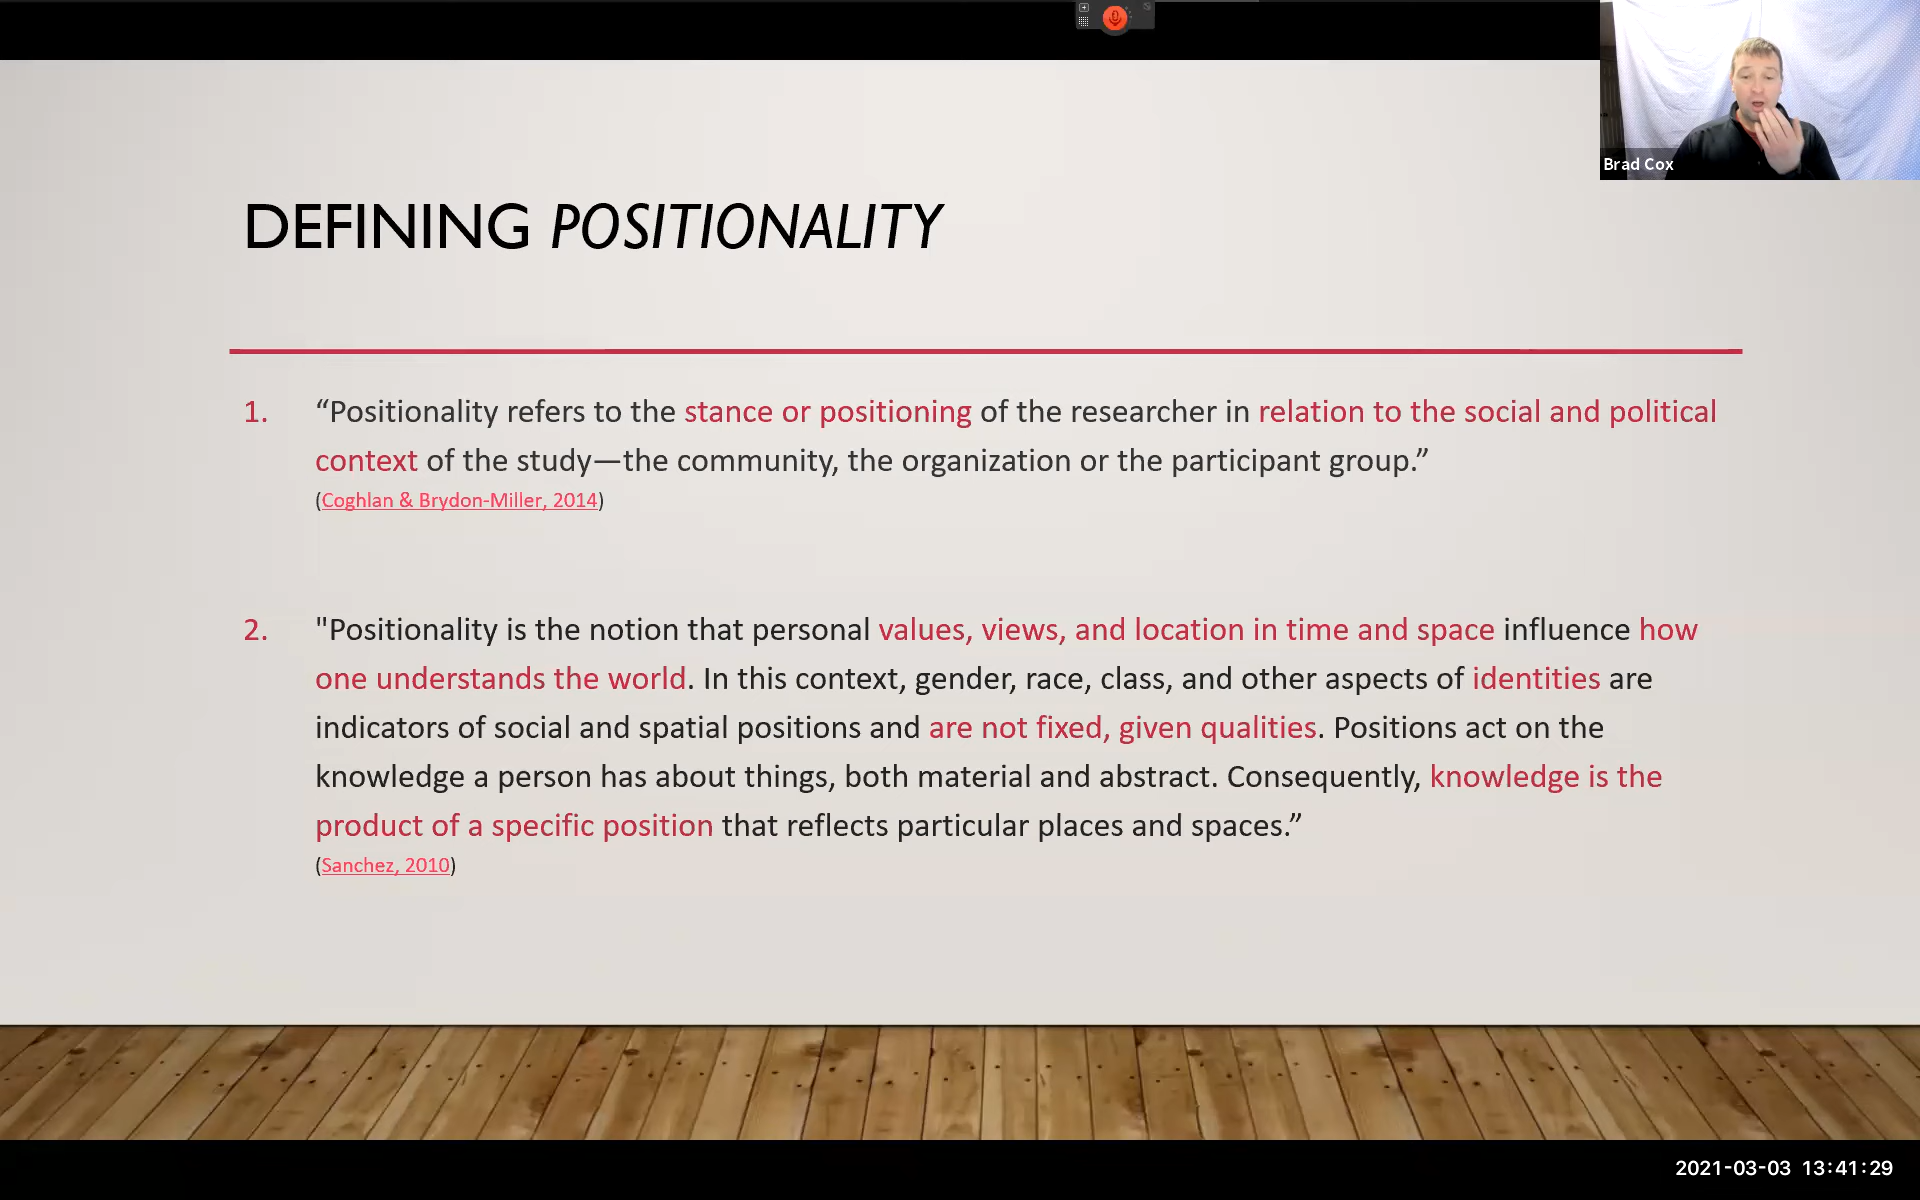 Brad Cox
DEFINING POSITIONALITY
1. “Positionality refers to the stance or positioning of the researcher in relation to the social and political
context of the study—the community, the organization or the participant group.”
(Coghlan & Brydon-Miller, 2014)
2. "Positionality is the notion that personal values, views, and location in time and space influence how
one understands the world. In this context, gender, race, class, and other aspects of identities are
indicators of social and spatial positions and are not fixed, given qualities. Positions act on the
knowledge a person has about things, both material and abstract. Consequently, knowledge is the
product of a specific position that reflects particular places and spaces.”
(Sanchez, 2010)
2021-03-03 13:41:29